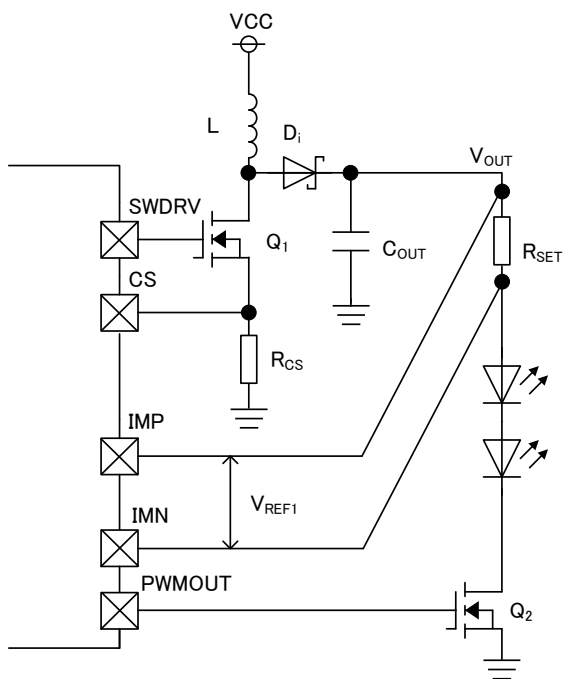 VCC
L
Di
VOUT
SWDRV
Q1
COUT
RSET
CS
RCS
IMP
VREF1
IMN
PWMOUT
Q2